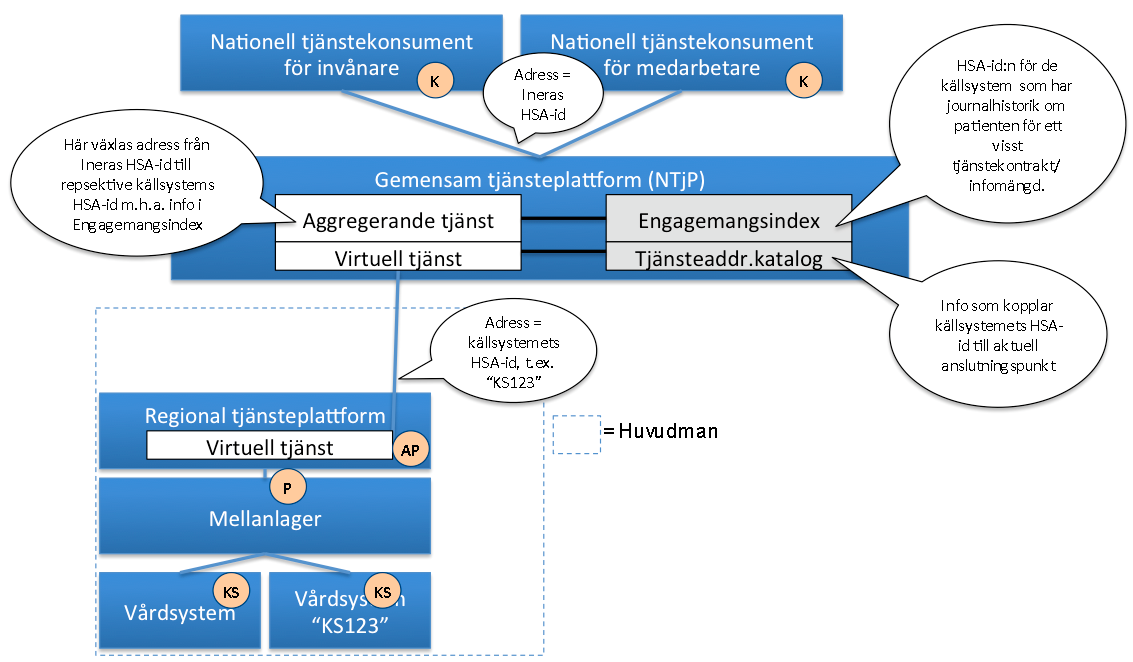 Nationell tjänstekonsument
för invånare
K
Nationell tjänstekonsument
för medarbetare
K
Adress =
Ineras
HSA-id
HSA-id:n för de
källsystem som har
journalhistorik om
patienten för ett
visst
tjänstekontrakt/
infomängd.
Här växlas adress från
Ineras HSA-id till
repsektive källsystems
HSA-id m.h.a. info i
Engagemangsindex
Gemensam tjänsteplattform (NTjP)
Aggregerande tjänst
Virtuell tjänst
Engagemangsindex
Tjänsteaddr.katalog
Info som kopplar
källsystemets HSA-
id till aktuell
anslutningspunkt
Adress =
källsystemets
HSA-id, t.ex.
“KS123”
Regional tjänsteplattform
Virtuell tjänst
AP
= Huvudman
P
Mellanlager
KS
Vårdsystem
KS
Vårdsystem
“KS123”